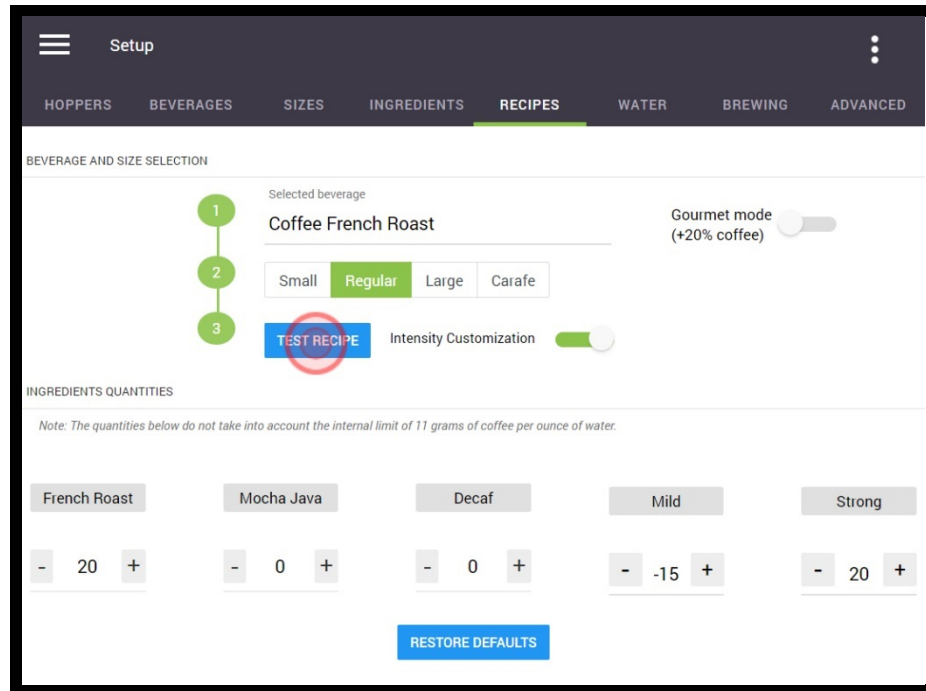 Setup
HOPPERS BEVERAGES SIZES INGREDIENTS RECIPES WATER BREWING ADVANCED
BEVERAGE AND SIZE SELECTION
1
Selected beverage
Coffee French Roast
Gourmet mode
(+20% coffee)
2
Small Regular Large Carafe
3
TEST RECIPE Intensity Customization
INGREDIENTS QUANTITIES
Note: The quantities below do not take into account the internal limit of 11 grams of coffee per ounce of water.
French Roast Mocha Java Decaf Mild Strong
- 20 + - 0 + - 0 + - -15 + - 20 +
RESTORE DEFAULTS